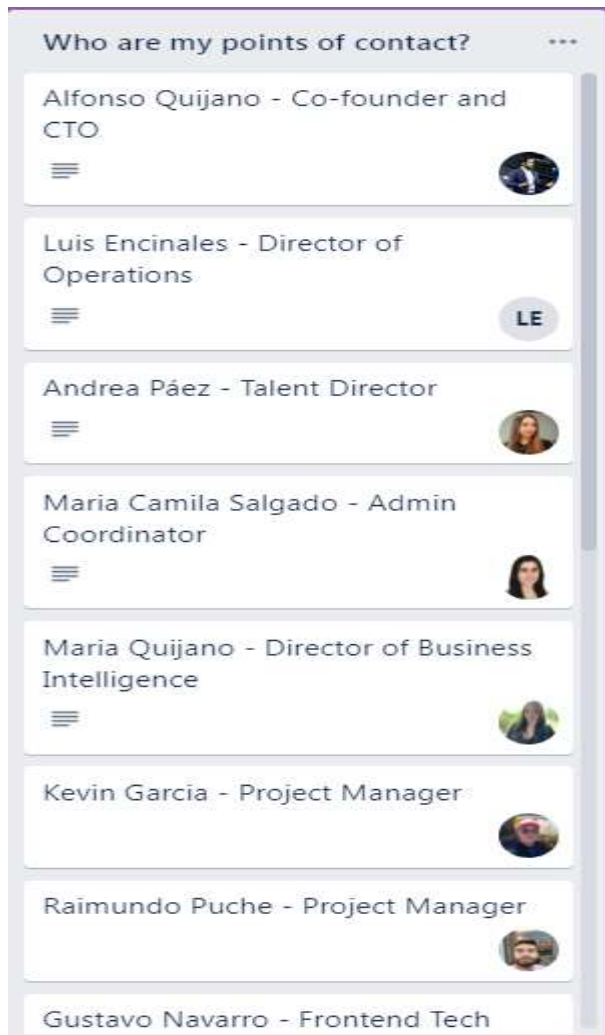 Who are my points of contact?
Alfonso Quijano - Co-founder and
CTO
Luis Encinales - Director of
Operations
LE
Andrea Páez - Talent Director
Maria Camila Salgado - Admin
Coordinator
Maria Quijano - Director of Business
Intelligence
Kevin Garcia - Project Manager
Raimundo Puche - Project Manager
Gustavo Navarro - Frontend Tech